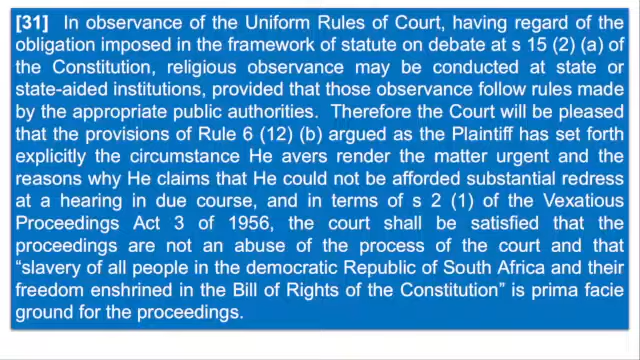 [31] In observance of the Uniform Rules of Court, having regard of the
obligation imposed in the framework of statute on debate at s 15 (2) (a) of
the Constitution, religious observance may be conducted at state or
state-aided institutions, provided that those observance follow rules made
by the appropriate public authorities. Therefore the Court will be pleased
that the provisions of Rule 6 (12) (b) argued as the Plaintiff has set forth
explicitly the circumstance He avers render the matter urgent and the
reasons why He claims that He could not be afforded substantial redress
at a hearing in due course, and in terms of s 2 (1) of the Vexatious
Proceedings Act 3 of 1956, the court shall be satisfied that the
proceedings are not an abuse of the process of the court and that
“slavery of all people in the democratic Republic of South Africa and their
freedom enshrined in the Bill of Rights of the Constitution” is prima facie
ground for the proceedings.